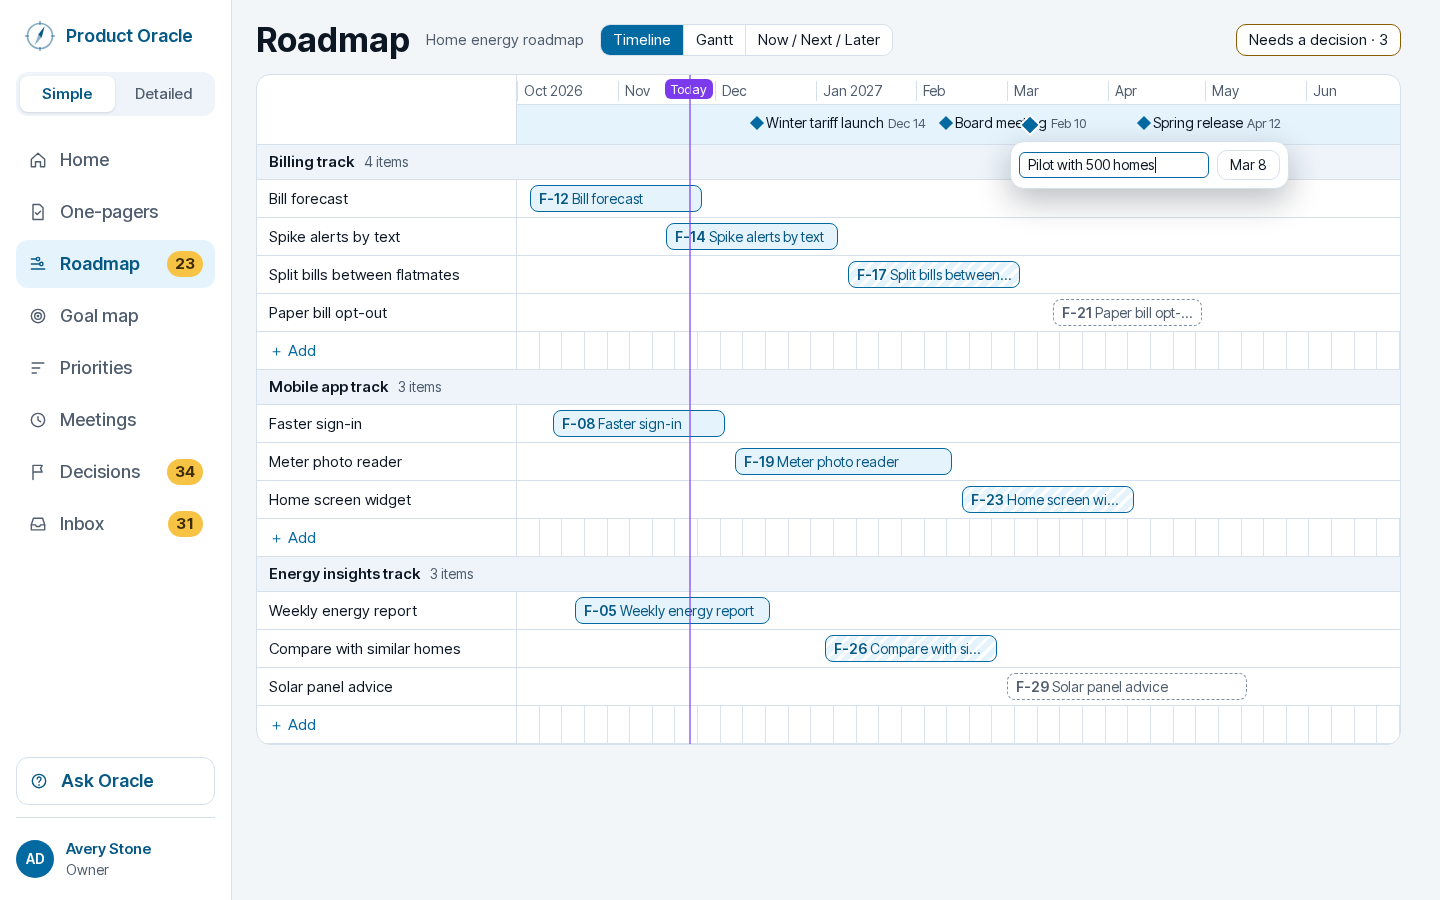 Product Oracle
Simple Detailed
Home
One-pagers
Roadmap 23
Goal map
Priorities
Meetings
Decisions 34
Inbox 31
Ask Oracle
AD Avery Stone
Owner
Roadmap Home energy roadmap Timeline Gantt Now / Next / Later Needs a decision · 3
Oct 2026 Nov Today Dec Jan 2027 Feb Mar Apr May Jun
Winter tariff launch Dec 14 Board meeting Feb 10 Spring release Apr 12
Billing track 4 items
Pilot with 500 homes Mar 8
Bill forecast F-12 Bill forecast
Spike alerts by text F-14 Spike alerts by text
Split bills between flatmates F-17 Split bills between...
Paper bill opt-out F-21 Paper bill opt-...
+ Add
Mobile app track 3 items
Faster sign-in F-08 Faster sign-in
Meter photo reader F-19 Meter photo reader
Home screen widget F-23 Home screen wi...
+ Add
Energy insights track 3 items
Weekly energy report F-05 Weekly energy report
Compare with similar homes F-26 Compare with si...
Solar panel advice F-29 Solar panel advice
+ Add